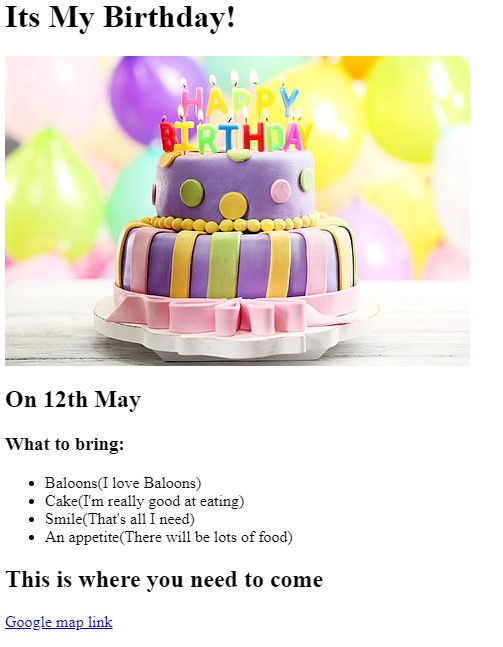 Its My Birthday!
HAPPY
BIRTHDAY
On 12th May
What to bring:
Baloons(I love Baloons)
Cake(I'm really good at eating)
Smile(That's all I need)
An appetite(There will be lots of food)
This is where you need to come
Google map link